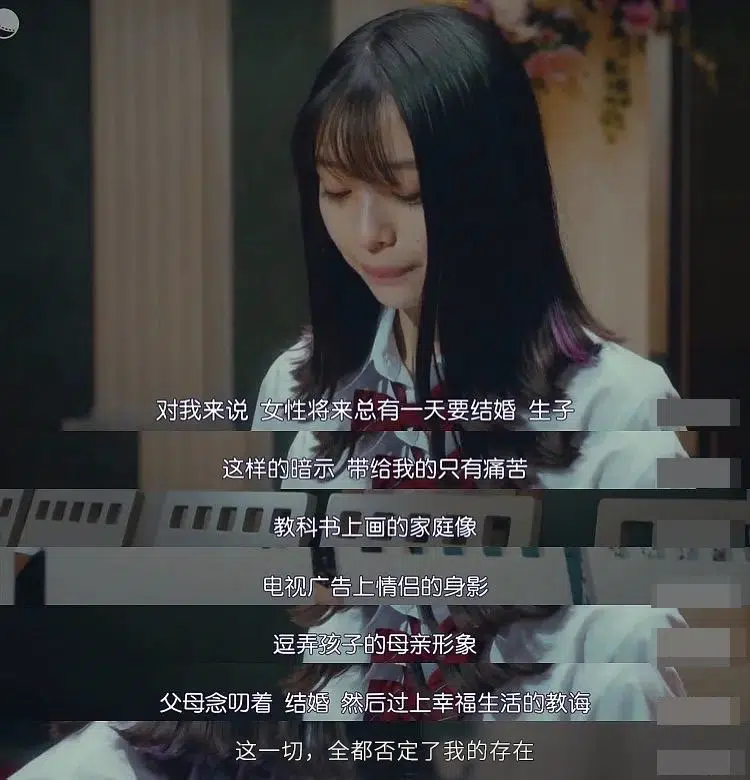 对我来说 女性将来总有一天要结婚 生子
这样的暗示 带给我的只有痛苦
教科书上画的家庭像
电视广告上情侣的身影
逗弄孩子的母亲形象
父母念叨着 结婚 然后过上幸福生活的教诲
这一切，全都否定了我的存在